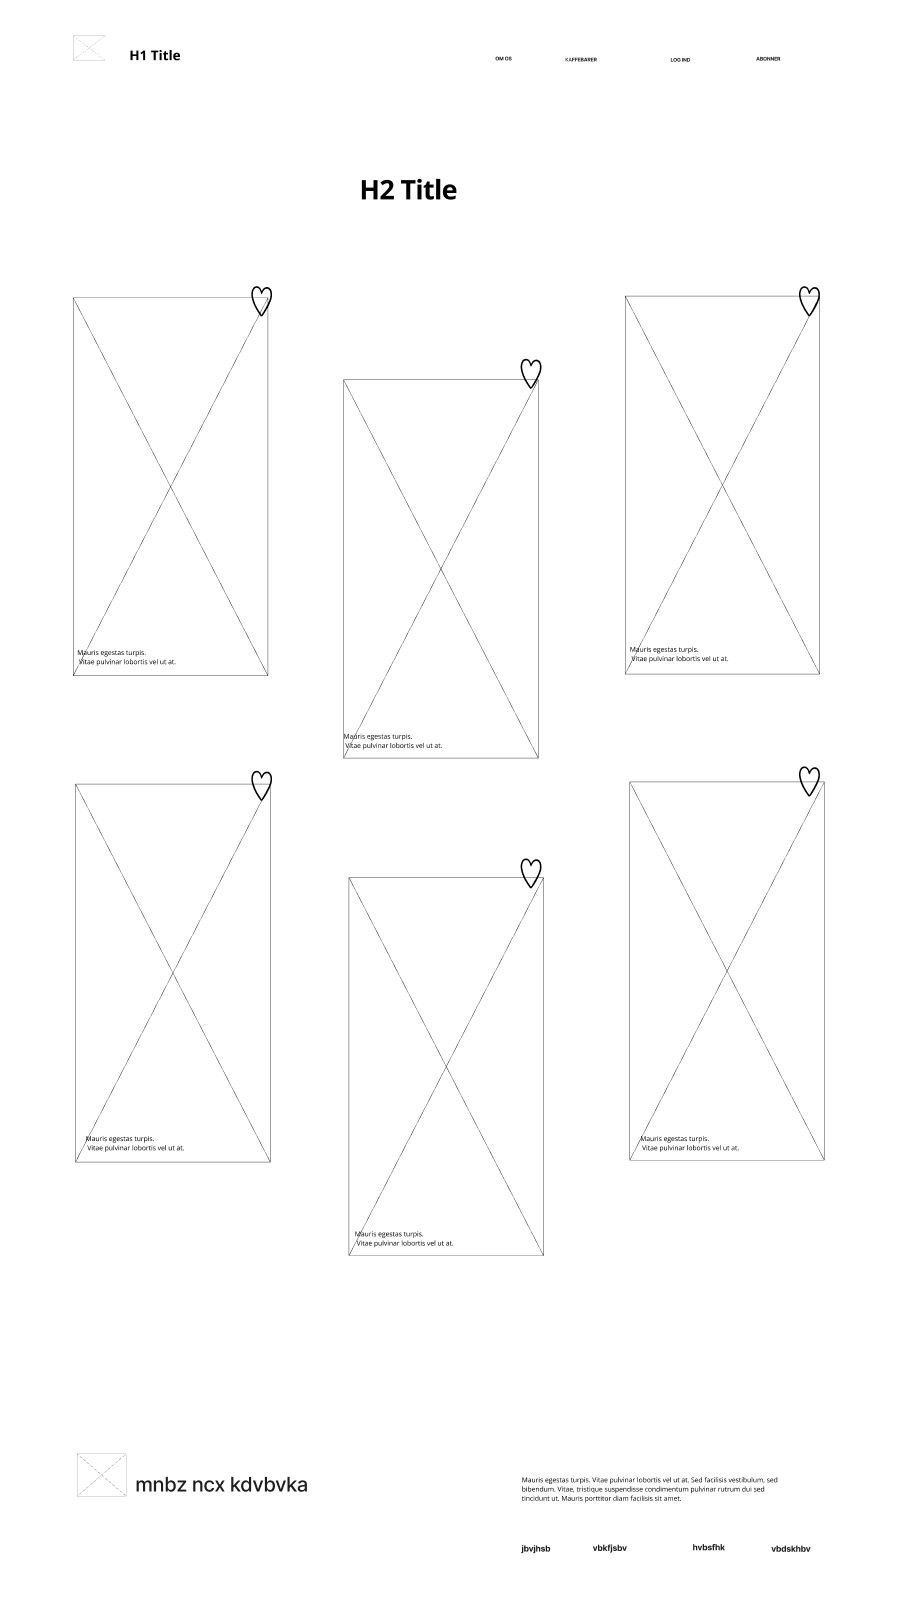 H1 Title
OM OS
KAFFEBARER
LOG IND
ABONNER
H2 Title
Mauris egestas turpis.
Vitae pulvinar lobortis vel ut at.
Mauris egestas turpis.
Vitae pulvinar lobortis vel ut at.
Mauris egestas turpis.
Vitae pulvinar lobortis vel ut at.
Mauris egestas turpis.
Vitae pulvinar lobortis vel ut at.
Mauris egestas turpis.
Vitae pulvinar lobortis vel ut at.
Mauris egestas turpis.
Vitae pulvinar lobortis vel ut at.
mnbz ncx kdvbvka
Mauris egestas turpis. Vitae pulvinar lobortis vel ut at. Sed facilisis vestibulum, sed
bibendum. Vitae, tristique suspendisse condimentum pulvinar rutrum dui sed
tincidunt ut. Mauris porttitor diam facilisis sit amet.
jbvjhsb
vbkfjsbv
hvbsfhk
vbdskhbv